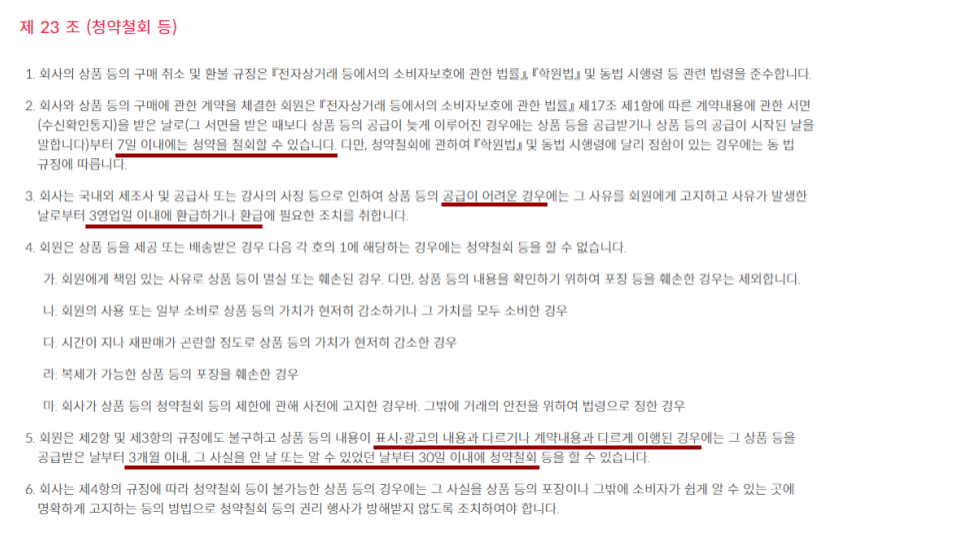 제 23 조 (청약철회 등)
1. 회사의 상품 등의 구매 취소 및 환불 규정은 『전자상거래 등에서의 소비자보호에 관한 법률』, 『학원법』 및 동법 시행령 등 관련 법령을 준수합니다.
2. 회사와 상품 등의 구매에 관한 계약을 체결한 회원은 『전자상거래 등에서의 소비자보호에 관한 법률』 제17조 제1항에 따른 계약내용에 관한 서면
(수신확인통지)을 받은 날로(그 서면을 받은 때보다 상품 등의 공급이 늦게 이루어진 경우에는 상품 등을 공급받거나 상품 등의 공급이 시작된 날을
말합니다)부터 7일 이내에는 청약을 철회할 수 있습니다. 다만, 청약철회에 관하여 『학원법』 및 동법 시행령에 달리 정함이 있는 경우에는 동 법
규정에 따릅니다.
3. 회사는 국내외 제조사 및 공급사 또는 강사의 사정 등으로 인하여 상품 등의 공급이 어려운 경우에는 그 사유를 회원에게 고지하고 사유가 발생한
날로부터 3영업일 이내에 환급하거나 환급에 필요한 조치를 취합니다.
4. 회원은 상품 등을 제공 또는 배송받은 경우 다음 각 호의 1에 해당하는 경우에는 청약철회 등을 할 수 없습니다.
가. 회원에게 책임 있는 사유로 상품 등이 멸실 또는 훼손된 경우. 다만, 상품 등의 내용을 확인하기 위하여 포장 등을 훼손한 경우는 제외합니다.
나. 회원의 사용 또는 일부 소비로 상품 등의 가치가 현저히 감소하거나 그 가치를 모두 소비한 경우
다. 시간이 지나 재판매가 곤란할 정도로 상품 등의 가치가 현저히 감소한 경우
라. 복제가 가능한 상품 등의 포장을 훼손한 경우
마. 회사가 상품 등의 청약철회 등의 제한에 관해 사전에 고지한 경우바. 그밖에 거래의 안전을 위하여 법령으로 정한 경우
5. 회원은 제2항 및 제3항의 규정에도 불구하고 상품 등의 내용이 표시·광고의 내용과 다르거나 계약내용과 다르게 이행된 경우에는 그 상품 등을
공급받은 날부터 3개월 이내, 그 사실을 안 날 또는 알 수 있었던 날부터 30일 이내에 청약철회 등을 할 수 있습니다.
6. 회사는 제4항의 규정에 따라 청약철회 등이 불가능한 상품 등의 경우에는 그 사실을 상품 등의 포장이나 그밖에 소비자가 쉽게 알 수 있는 곳에
명확하게 고지하는 등의 방법으로 청약철회 등의 권리 행사가 방해받지 않도록 조치하여야 합니다.